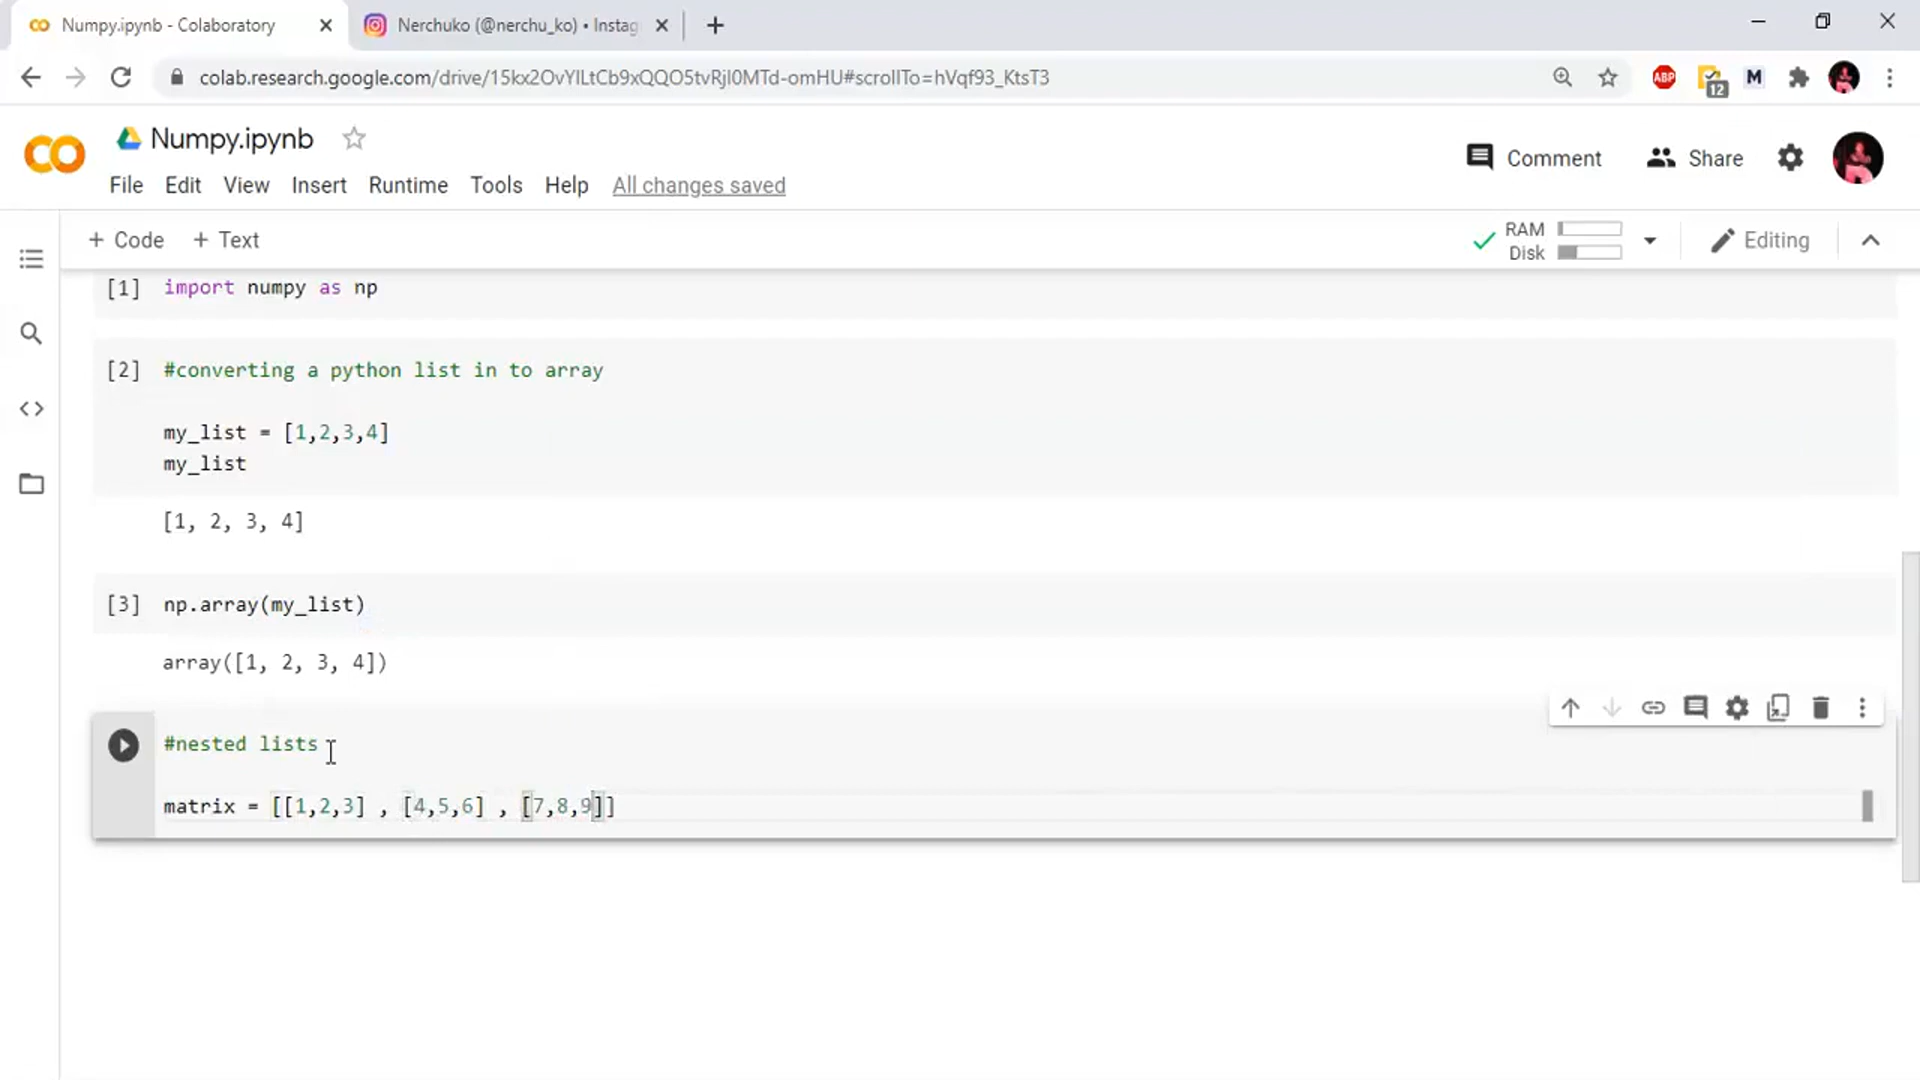 Numpy.ipynb - Colaboratory
Nerchuko (@nerchu_ko) • Instag
colab.research.google.com/drive/15kx2OvYlLtCb9xQQO5tvRjl0MTd-omHU#scrollTo=hVqf93_KtsT3
ABP
12
M
Numpy.ipynb
Comment
Share
File Edit View Insert Runtime Tools Help All changes saved
+ Code + Text
RAM
Disk
Editing
[1] import numpy as np
[2] #converting a python list in to array
my_list = [1,2,3,4]
my_list
[1, 2, 3, 4]
[3] np.array(my_list)
array([1, 2, 3, 4])
#nested lists
matrix = [[1,2,3] , [4,5,6] , [7,8,9]]